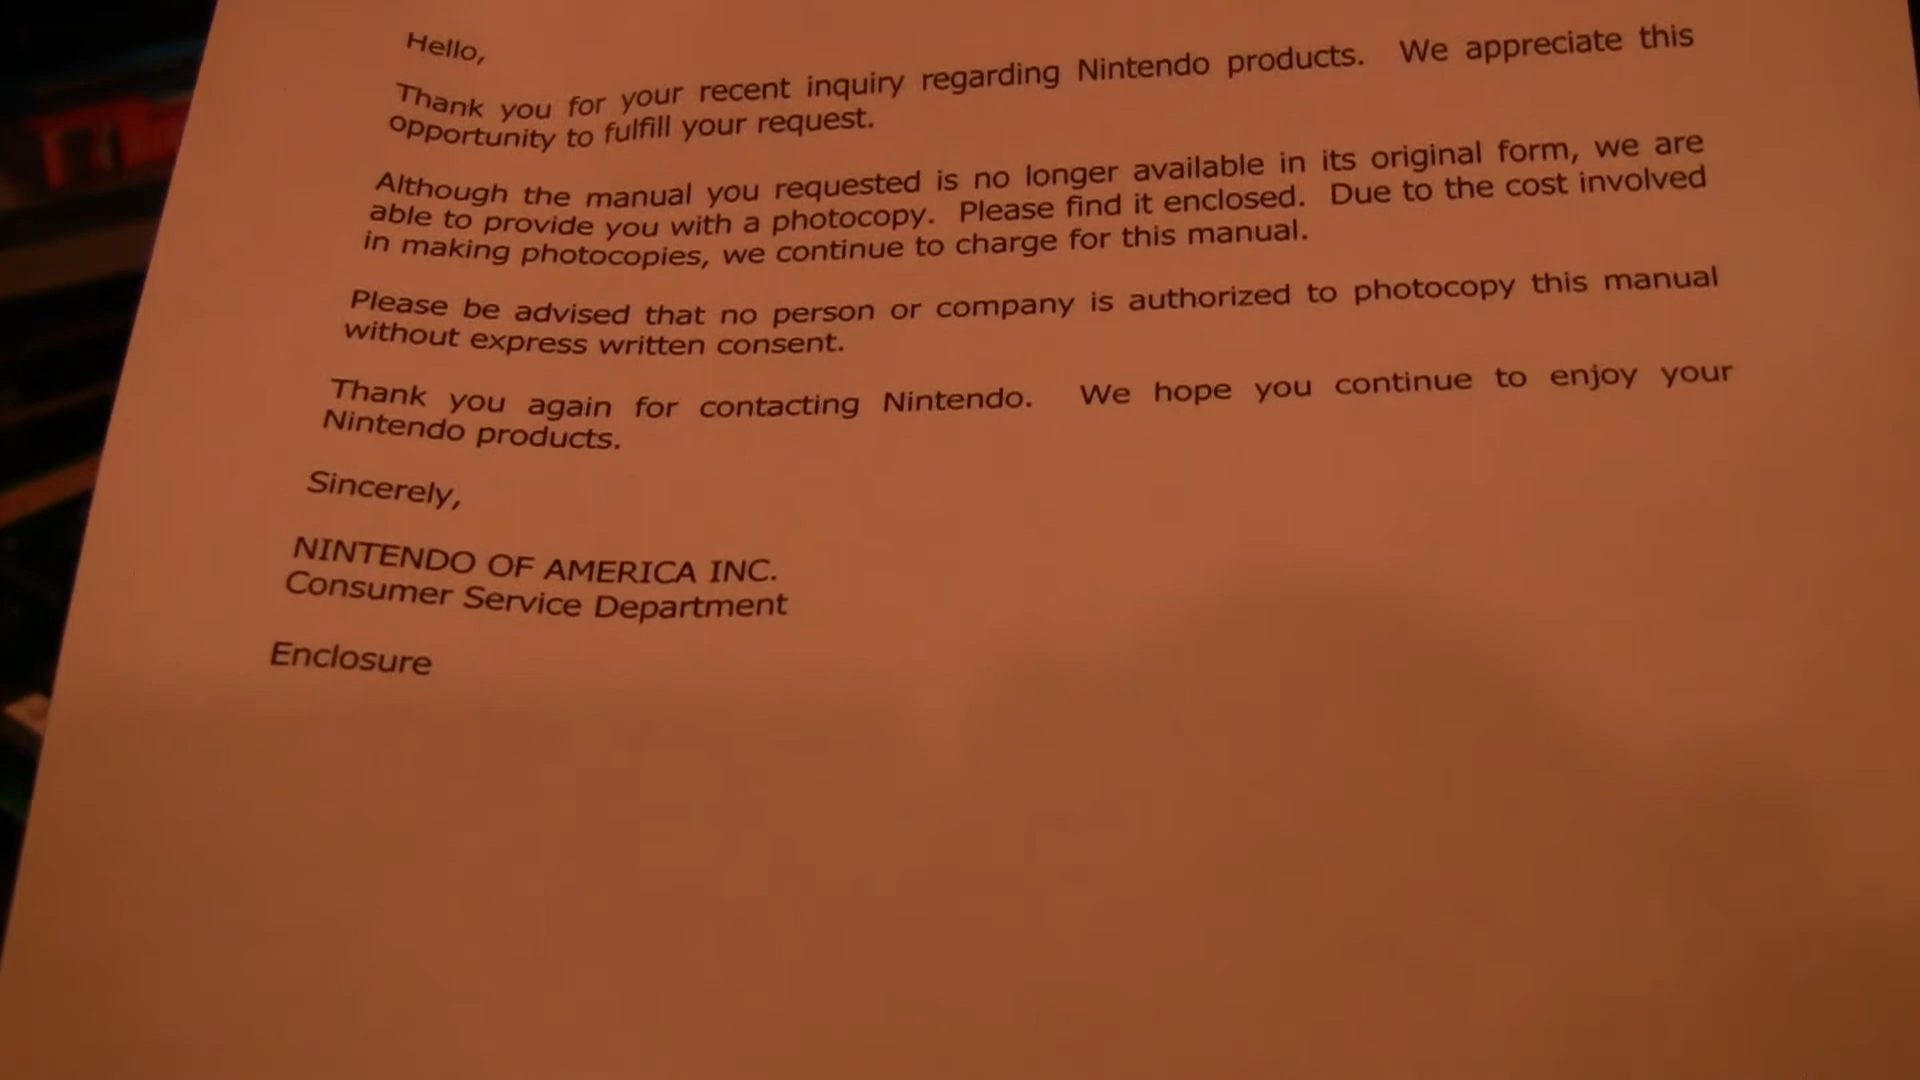 Hello,
Thank you for your recent inquiry regarding Nintendo products. We appreciate this
opportunity to fulfill your request.
Although the manual you requested is no longer available in its original form, we are
able to provide you with a photocopy. Please find it enclosed. Due to the cost involved
in making photocopies, we continue to charge for this manual.
Please be advised that no person or company is authorized to photocopy this manual
without express written consent.
Thank you again for contacting Nintendo. We hope you continue to enjoy your
Nintendo products.
Sincerely,
NINTENDO OF AMERICA INC.
Consumer Service Department
Enclosure